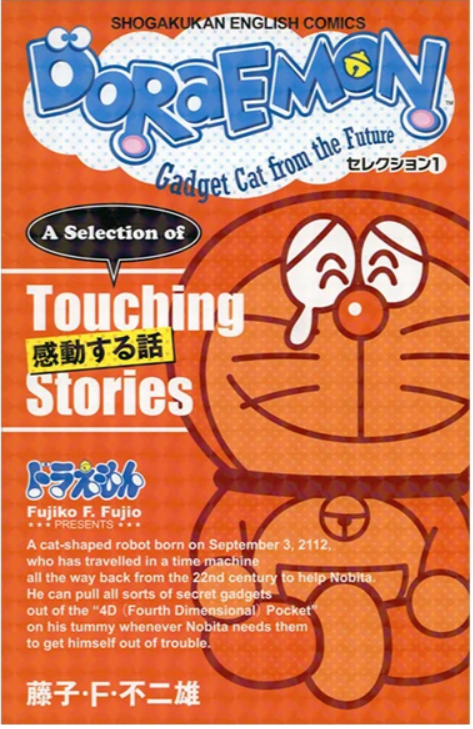 SHOGAKUKAN ENGLISH COMICS
DORAEMON
™
Gadget Cat from the Future
セレクション1
A Selection of
Touching
感動する話
Stories
ドラえもん
Fujiko F. Fujio
★★★ PRESENTS ★★★
A cat-shaped robot born on September 3, 2112,
who has travelled in a time machine
all the way back from the 22nd century to help Nobita.
He can pull all sorts of secret gadgets
out of the “4D (Fourth Dimensional) Pocket”
on his tummy whenever Nobita needs them
to get himself out of trouble.
藤子・F・不二雄